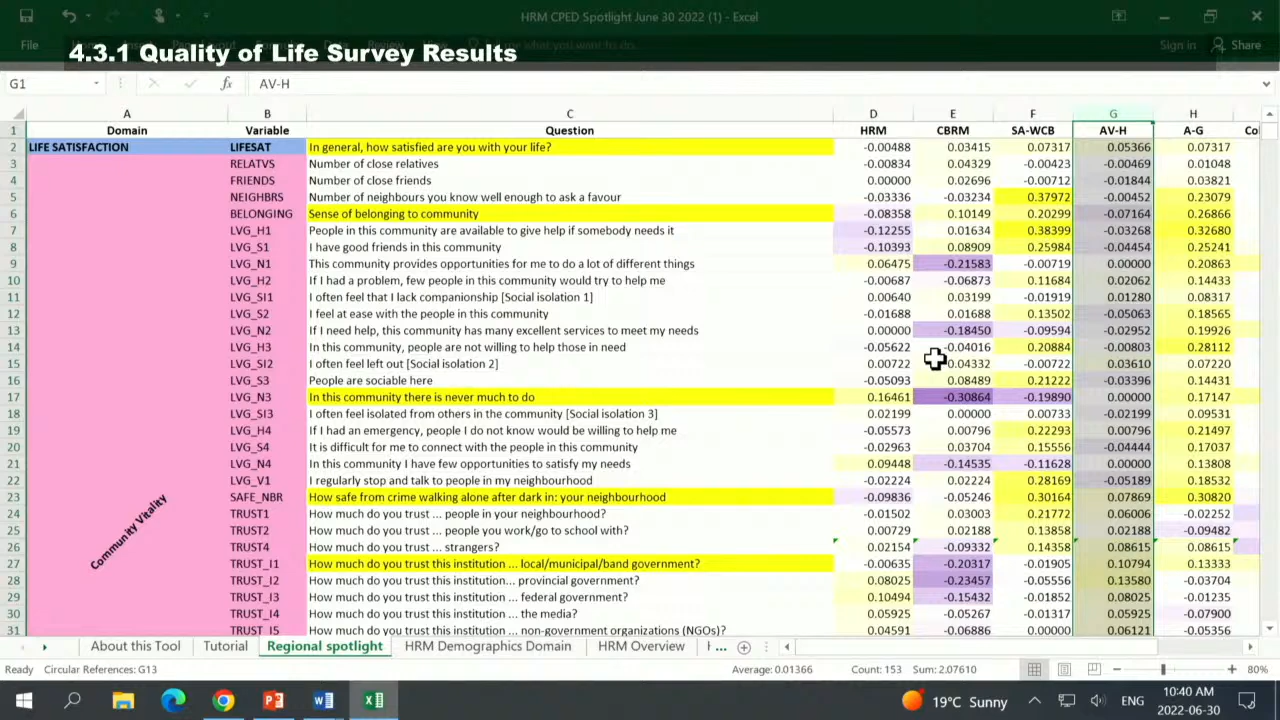 HRM CPED Spotlight June 30 2022 (1) - Excel
File
Sign in
Share
4.3.1 Quality of Life Survey Results
G1
fx
AV-H
A B C D E F G H
1 Domain Variable Question HRM CBRM SA-WCB AV-H A-G Co
2 LIFE SATISFACTION LIFESAT In general, how satisfied are you with your life? -0.00488 0.03415 0.07317 0.05366 0.07317
3 RELATVS Number of close relatives -0.00834 0.04329 -0.00423 -0.00469 0.01048
4 FRIENDS Number of close friends 0.00000 0.02696 -0.00712 -0.01844 0.03821
5 NEIGHBRS Number of neighbours you know well enough to ask a favour -0.03336 -0.03234 0.37972 -0.00452 0.23079
6 BELONGING Sense of belonging to community -0.08358 0.10149 0.20299 -0.07164 0.26866
7 LVG_H1 People in this community are available to give help if somebody needs it -0.12255 0.01634 0.38399 -0.03268 0.32680
8 LVG_S1 I have good friends in this community -0.10393 0.08909 0.25984 -0.04454 0.25241
9 LVG_N1 This community provides opportunities for me to do a lot of different things 0.06475 -0.21583 -0.00719 0.00000 0.20863
10 LVG_H2 If I had a problem, few people in this community would try to help me -0.00687 -0.06873 0.11684 0.02062 0.14433
11 LVG_SI1 I often feel that I lack companionship [Social isolation 1] 0.00640 0.03199 -0.01919 0.01280 0.08317
12 LVG_S2 I feel at ease with the people in this community -0.01688 0.01688 0.13502 -0.05063 0.18565
13 LVG_N2 If I need help, this community has many excellent services to meet my needs 0.00000 -0.18450 -0.09594 -0.02952 0.19926
14 LVG_H3 In this community, people are not willing to help those in need -0.05622 -0.04016 0.20884 -0.00803 0.28112
15 LVG_SI2 I often feel left out [Social isolation 2] 0.00722 0.04332 -0.00722 0.03610 0.07220
16 LVG_S3 People are sociable here -0.05093 0.08489 0.21222 -0.03396 0.14431
17 LVG_N3 In this community there is never much to do 0.16461 -0.30864 -0.19890 0.00000 0.17147
18 LVG_SI3 I often feel isolated from others in the community [Social isolation 3] 0.02199 0.00000 0.00733 -0.02199 0.09531
19 LVG_H4 If I had an emergency, people I do not know would be willing to help me -0.05573 0.00796 0.22293 0.00796 0.21497
20 LVG_S4 It is difficult for me to connect with the people in this community -0.02963 0.03704 0.15556 -0.04444 0.17037
21 LVG_N4 In this community I have few opportunities to satisfy my needs 0.09448 -0.14535 -0.11628 0.00000 0.13808
22 LVG_V1 I regularly stop and talk to people in my neighbourhood -0.02224 0.02224 0.28169 -0.05189 0.18532
23 SAFE_NBR How safe from crime walking alone after dark in: your neighbourhood -0.09836 -0.05246 0.30164 0.07869 0.30820
24 TRUST1 How much do you trust ... people in your neighbourhood? -0.01502 0.03003 0.21772 0.06006 -0.02252
Community Vitality
25 TRUST2 How much do you trust ... people you work/go to school with? 0.00729 0.02188 0.13858 0.02188 -0.09482
26 TRUST4 How much do you trust ... strangers? 0.02154 -0.09332 0.14358 0.08615 0.08615
27 TRUST_I1 How much do you trust this institution ... local/municipal/band government? -0.00635 -0.20317 -0.01905 0.10794 0.13333
28 TRUST_I2 How much do you trust this institution... provincial government? 0.08025 -0.23457 -0.05556 0.13580 -0.03704
29 TRUST_I3 How much do you trust this institution ... federal government? 0.10494 -0.15432 -0.01852 0.08025 -0.01235
30 TRUST_I4 How much do you trust this institution ... the media? 0.05925 -0.05267 -0.01317 0.05925 -0.07900
31 TRUST_I5 How much do you trust this institution ... non-government organizations (NGOs)? 0.04591 -0.06886 0.00000 0.06121 -0.05356
About this Tool Tutorial Regional spotlight HRM Demographics Domain HRM Overview ...
Ready Circular References: G13 Average: 0.01366 Count: 153 Sum: 2.07610 80%
19°C Sunny ENG 10:40 AM
2022-06-30